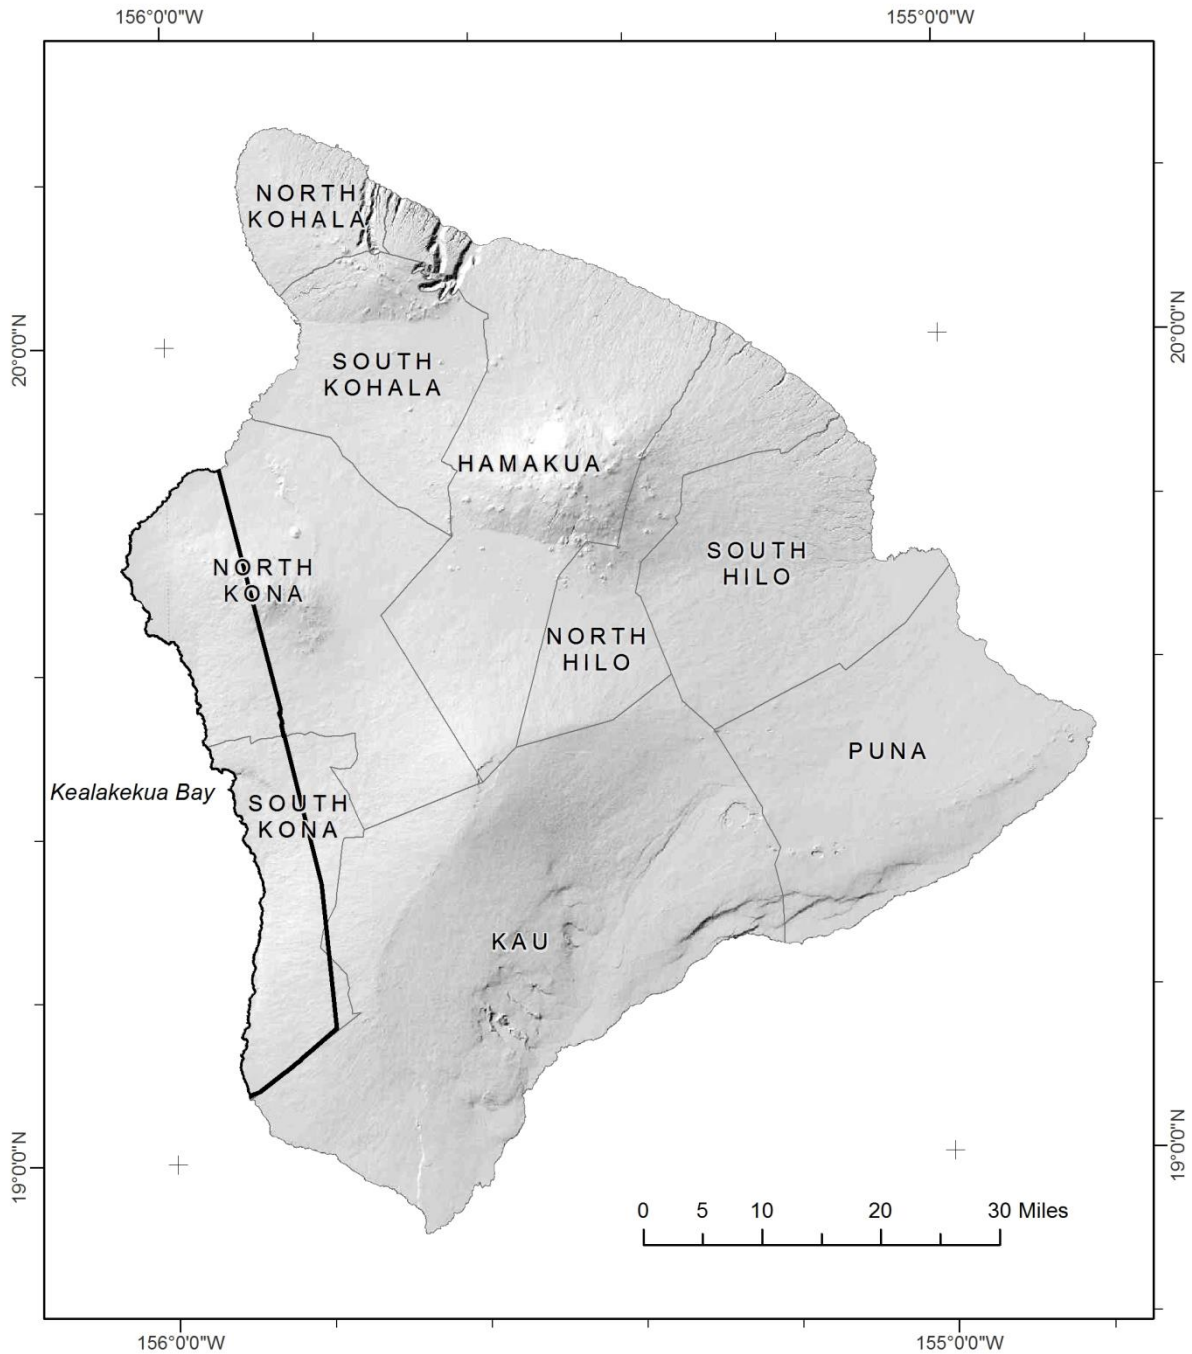 156°0'0"W
155°0'0"W
NORTH
KOHALA
20°0'0"N
20°0'0"N
SOUTH
KOHALA
HAMAKUA
SOUTH
HILO
NORTH
KONA
NORTH
HILO
PUNA
Kealakekua Bay
SOUTH
KONA
KAU
19°0'0"N
19°0'0"N
0 5 10 20 30 Miles
156°0'0"W
155°0'0"W